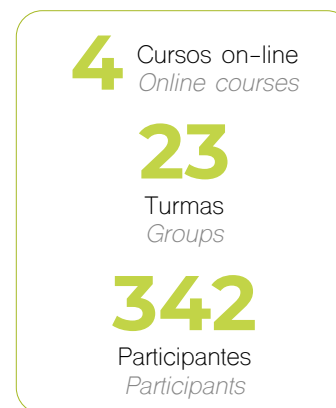 4 Cursos on-line
Online courses
23
Turmas
Groups
342
Participantes
Participants